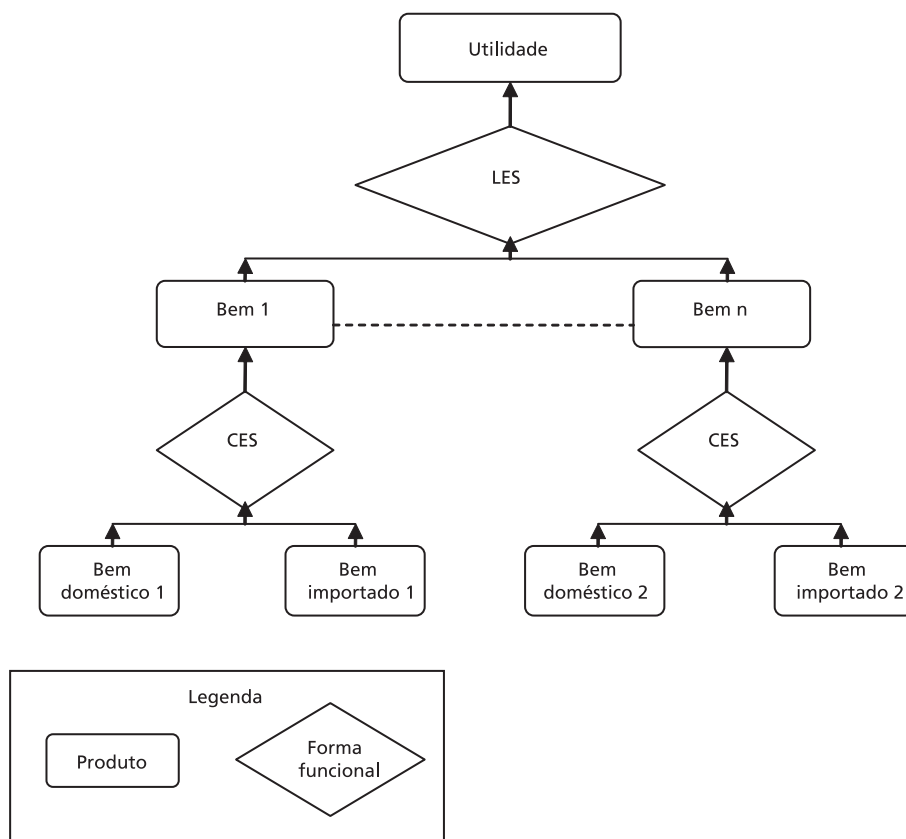 Utilidade
LES
Bem 1
Bem n
CES
CES
Bem
doméstico 1
Bem
importado 1
Bem
doméstico 2
Bem
importado 2
Legenda
Produto
Forma
funcional